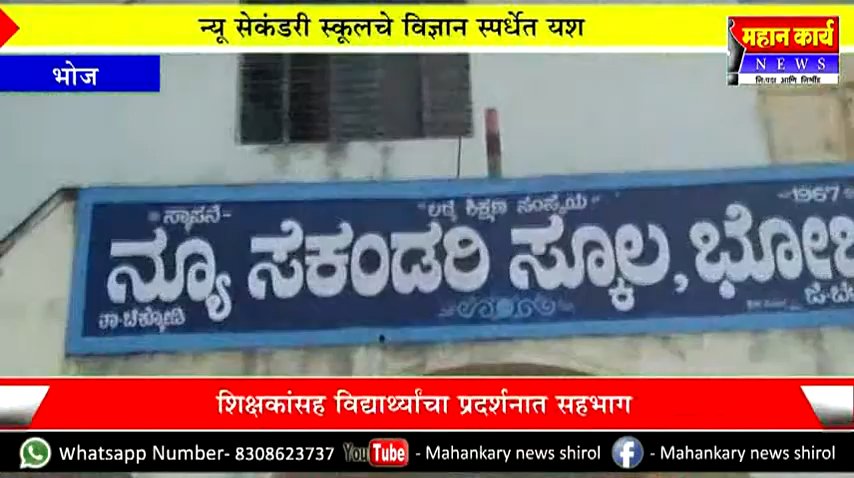 न्यू सेकंडरी स्कूलचे विज्ञान स्पर्धेत यश
महान कार्य
NEWS
भोज
ಸ್ಥಾಪನೆ-
ಶಿಕ್ಷಣ ಸಂಸ್ಥೆಯ
1967
ನ್ಯೂ ಸೆಕಂಡರಿ ಸ್ಕೂಲ, ಭೋಜ
ತಾ-ಚಿಕ್ಕೋಡಿ
शिक्षकांसह विद्यार्थ्यांचा प्रदर्शनात सहभाग
Whatsapp Number- 8308623737 YouTube - Mahankary news shirol f - Mahankary news shirol